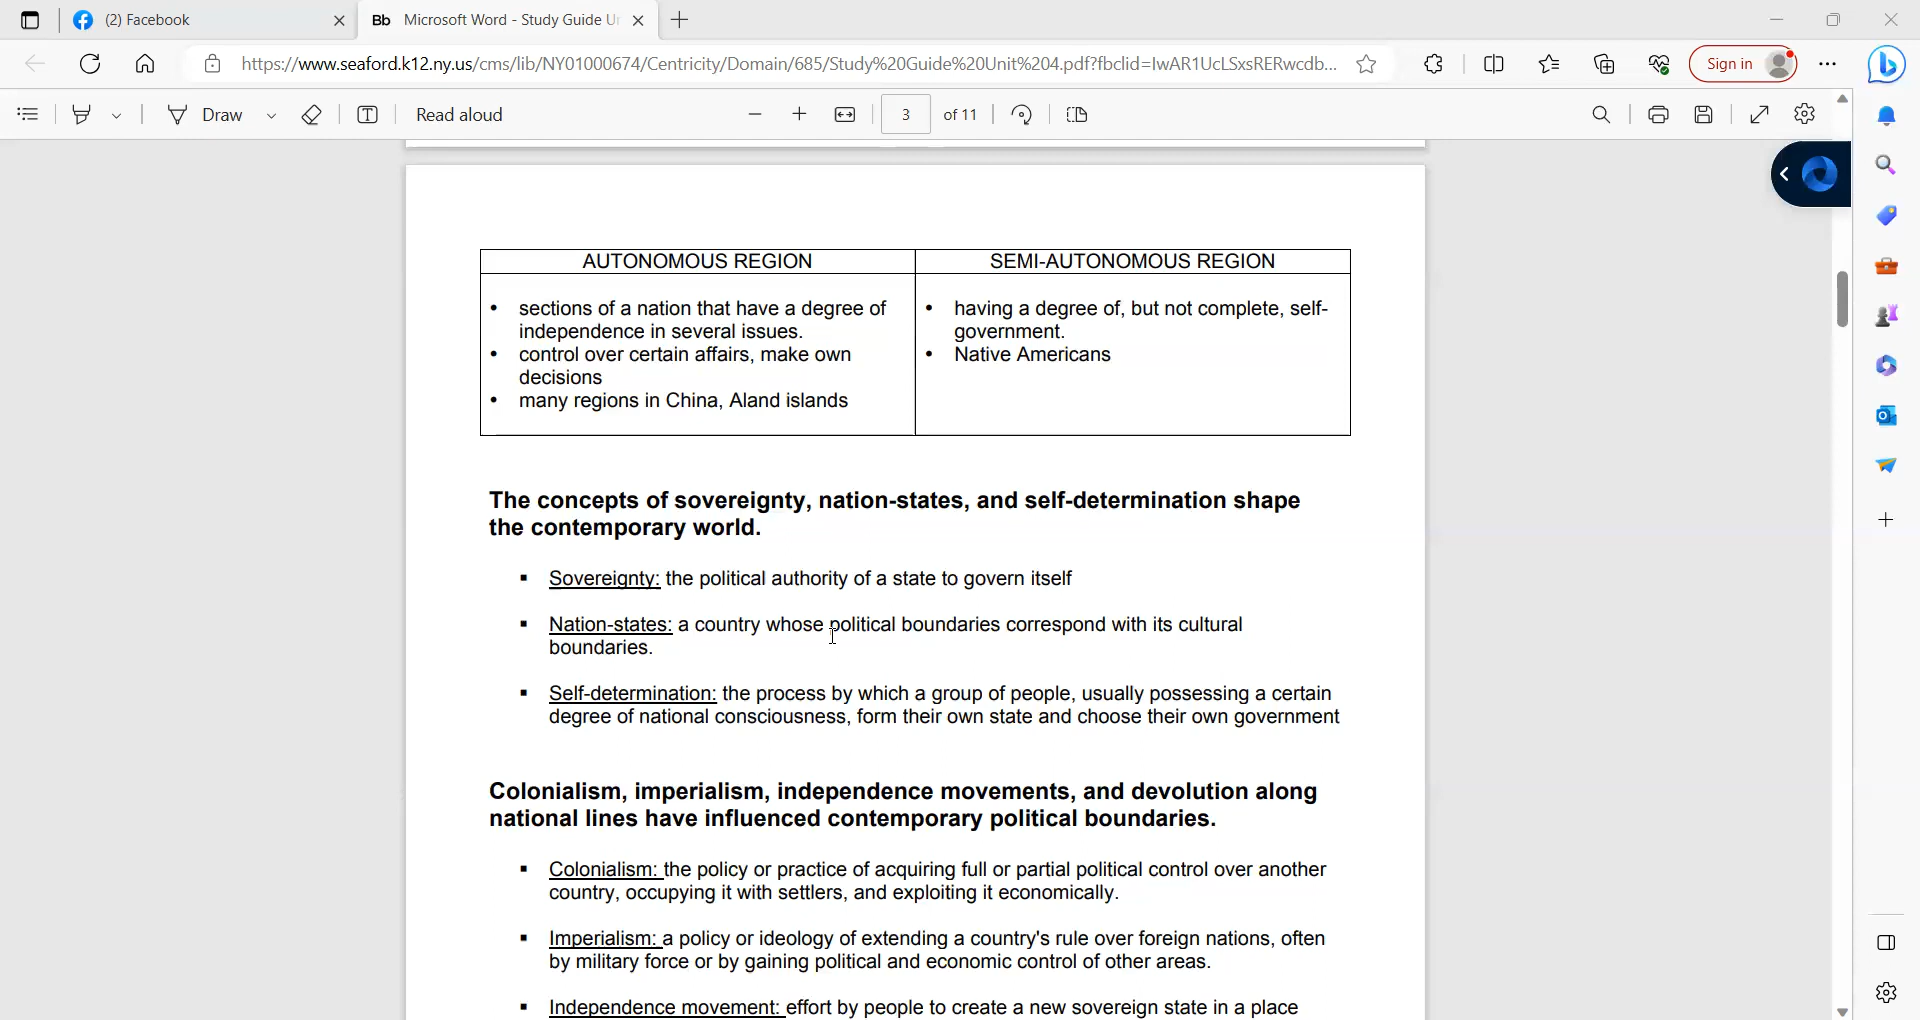 (2) Facebook
Bb Microsoft Word - Study Guide Un
https://www.seaford.k12.ny.us/cms/lib/NY01000674/Centricity/Domain/685/Study%20Guide%20Unit%204.pdf?fbclid=IwAR1UcLSxsRERwcdb...
Sign in
Draw
Read aloud
3 of 11
AUTONOMOUS REGION
• sections of a nation that have a degree of
independence in several issues.
• control over certain affairs, make own
decisions
• many regions in China, Aland islands
SEMI-AUTONOMOUS REGION
• having a degree of, but not complete, self-
government.
• Native Americans
The concepts of sovereignty, nation-states, and self-determination shape
the contemporary world.
▪ Sovereignty: the political authority of a state to govern itself
▪ Nation-states: a country whose political boundaries correspond with its cultural
boundaries.
▪ Self-determination: the process by which a group of people, usually possessing a certain
degree of national consciousness, form their own state and choose their own government
Colonialism, imperialism, independence movements, and devolution along
national lines have influenced contemporary political boundaries.
▪ Colonialism: the policy or practice of acquiring full or partial political control over another
country, occupying it with settlers, and exploiting it economically.
▪ Imperialism: a policy or ideology of extending a country's rule over foreign nations, often
by military force or by gaining political and economic control of other areas.
▪ Independence movement: effort by people to create a new sovereign state in a place